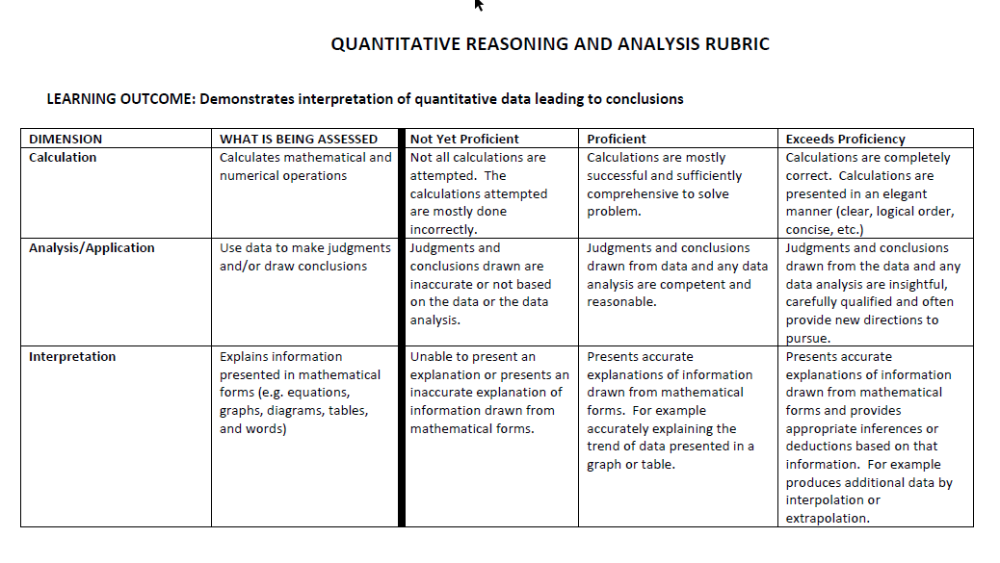 QUANTITATIVE REASONING AND ANALYSIS RUBRIC
LEARNING OUTCOME: Demonstrates interpretation of quantitative data leading to conclusions
DIMENSION
WHAT IS BEING ASSESSED
Not Yet Proficient
Proficient
Exceeds Proficiency
Calculation
Calculates mathematical and
numerical operations
Not all calculations are
attempted.  The
calculations attempted
are mostly done
incorrectly.
Calculations are mostly
successful and sufficiently
comprehensive to solve
problem.
Calculations are completely
correct.  Calculations are
presented in an elegant
manner (clear, logical order,
concise, etc.)
Analysis/Application
Use data to make judgments
and/or draw conclusions
Judgments and
conclusions drawn are
inaccurate or not based
on the data or the data
analysis.
Judgments and conclusions
drawn from data and any data
analysis are competent and
reasonable.
Judgments and conclusions
drawn from the data and any
data analysis are insightful,
carefully qualified and often
provide new directions to
pursue.
Interpretation
Explains information
presented in mathematical
forms (e.g. equations,
graphs, diagrams, tables,
and words)
Unable to present an
explanation or presents an
inaccurate explanation of
information drawn from
mathematical forms.
Presents accurate
explanations of information
drawn from mathematical
forms.  For example
accurately explaining the
trend of data presented in a
graph or table.
Presents accurate
explanations of information
drawn from mathematical
forms and provides
appropriate inferences or
deductions based on that
information.  For example
produces additional data by
interpolation or
extrapolation.